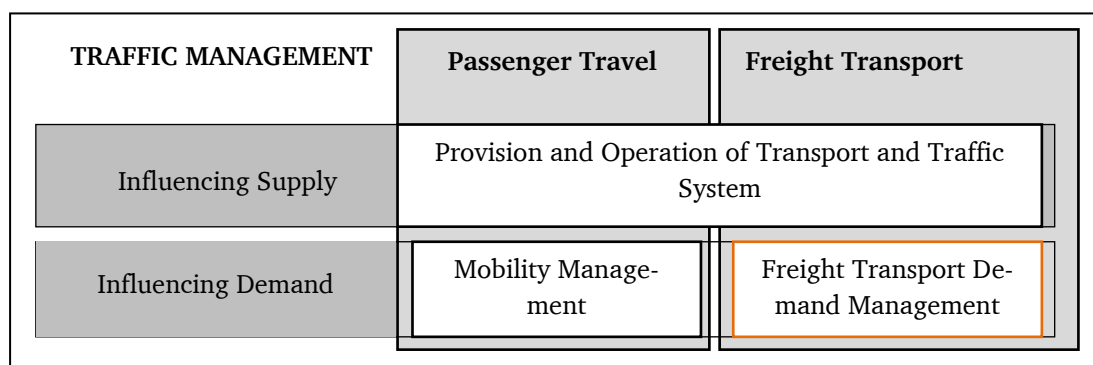 TRAFFIC MANAGEMENT
Passenger Travel
Freight Transport
Influencing Supply
Provision and Operation of Transport and Traffic
System
Influencing Demand
Mobility Manage-
ment
Freight Transport De-
mand Management